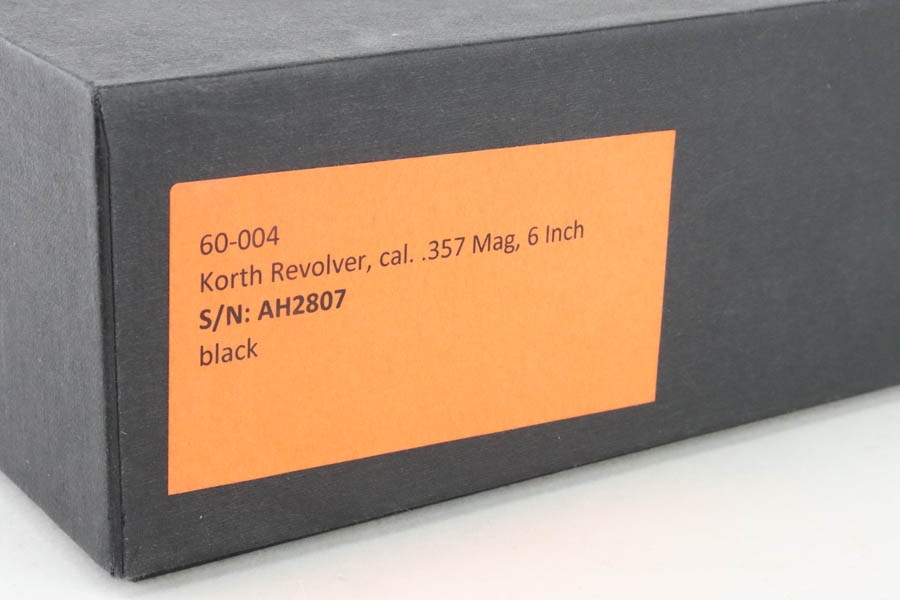 60-004
Korth Revolver, cal. .357 Mag, 6 Inch
S/N: AH2807
black